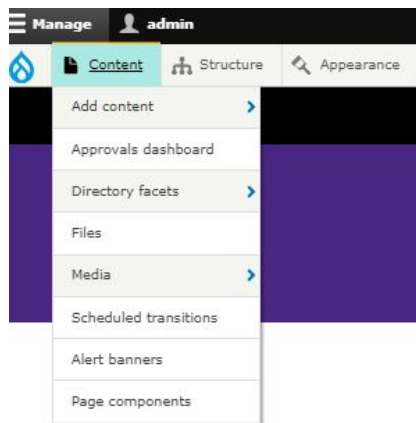 Manage admin
Content Structure Appearance
Add content
Approvals dashboard
Directory facets
Files
Media
Scheduled transitions
Alert banners
Page components